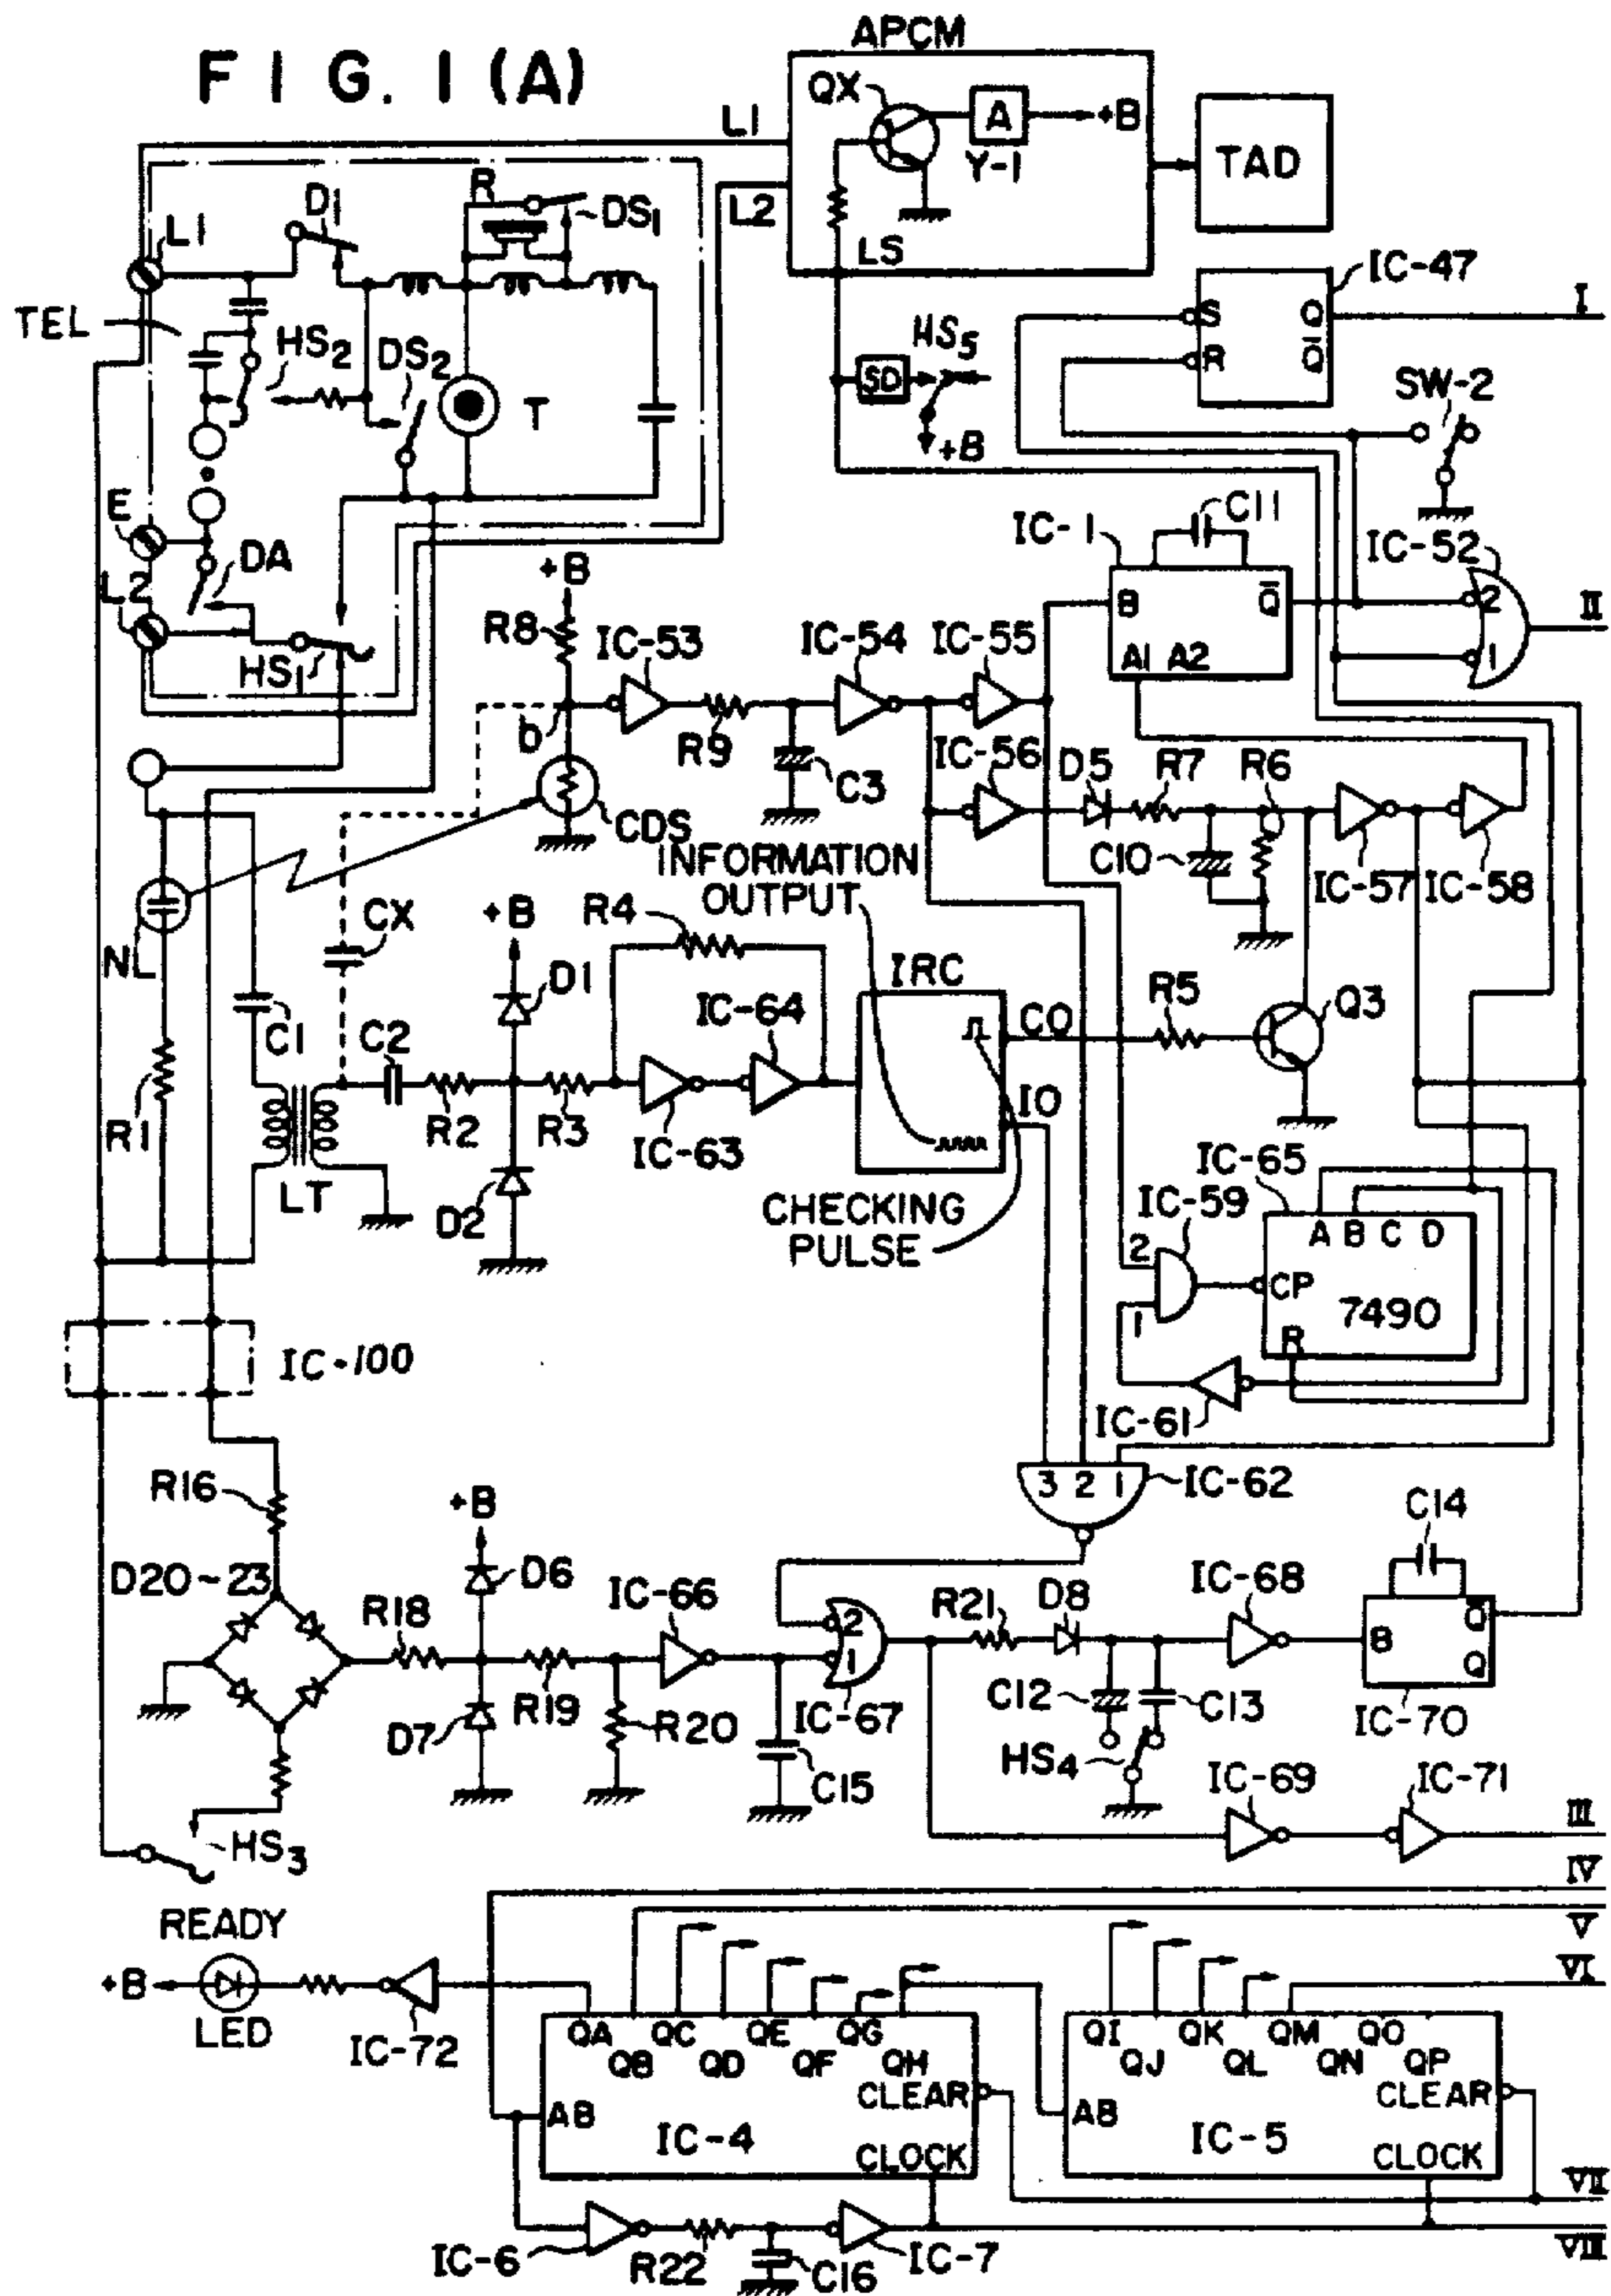 FIG. 1 (A)
APCM
QX
A
+B
Y-1
TAD
L1
L2
LS
L1
D1
R
DS1
TEL
HS2
DS2
T
E
DA
L2
HS1
SD
HS5
+B
IC-47
S
Q
R
Q̅
I
SW-2
IC-1
C11
B
Q̅
A1 A2
IC-52
2
1
II
+B
R8
IC-53
IC-54
IC-55
b
R9
C3
CDS
IC-56
D5
R7
R6
C10
IC-57
IC-58
INFORMATION
OUTPUT
NL
CX
+B
D1
R4
IC-64
IRC
CO
IO
R5
Q3
C1
C2
R1
R2
R3
IC-63
LT
D2
CHECKING
PULSE
IC-65
IC-59
2
1
A B C D
CP
7490
R
IC-61
IC-100
IC-62
3 2 1
R16
D20~23
+B
D6
R18
IC-66
D7
R19
R20
C15
2
1
IC-67
R21
D8
IC-68
C12
C13
HS4
C14
B
Q̅
Q
IC-70
IC-69
IC-71
III
HS3
IV
V
VI
READY
+B
LED
IC-72
QA
QB
QC
QD
QE
QF
QG
QH
CLEAR
AB
IC-4
CLOCK
QI
QJ
QK
QL
QM
QN
QO
QP
CLEAR
AB
IC-5
CLOCK
VII
IC-6
R22
C16
IC-7
VIII